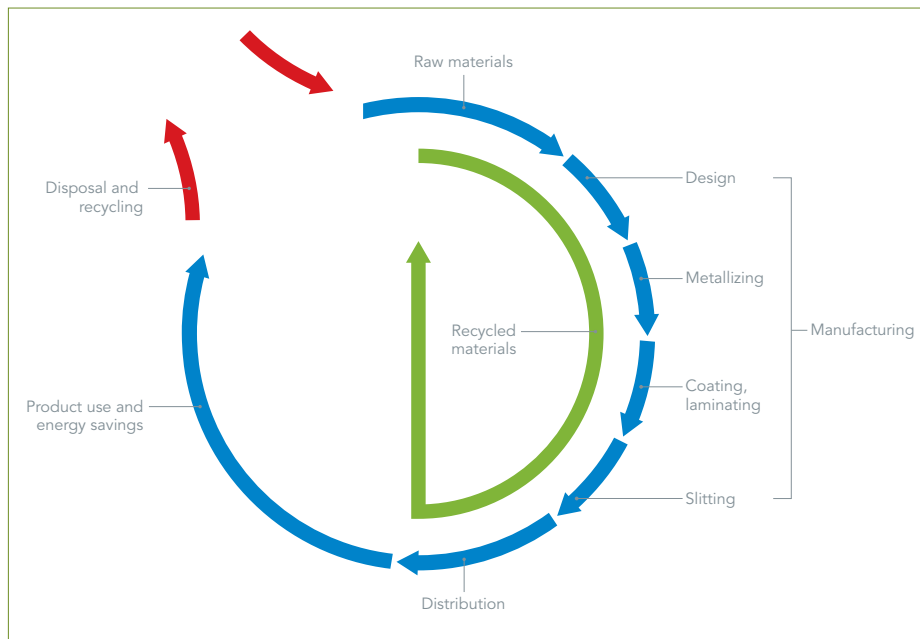 Raw materials
Design
Metallizing
Coating,
laminating
Slitting
Manufacturing
Distribution
Product use and
energy savings
Disposal and
recycling
Recycled
materials